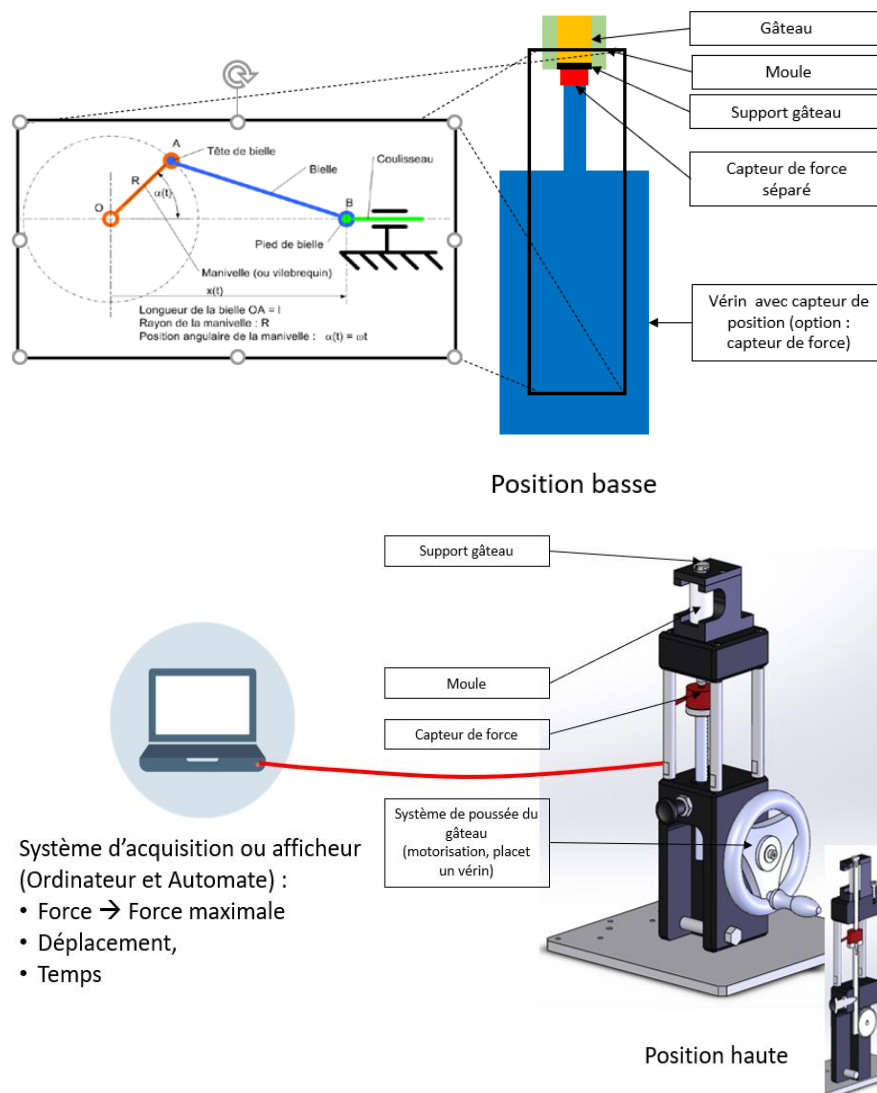 Gâteau
Moule
Support gâteau
Capteur de force
séparé
Vérin avec capteur de
position (option :
capteur de force)
A
Tête de bielle
Bielle
Coulisseau
R
α(t)
O
B
Pied de bielle
Manivelle (ou vilebrequin)
x(t)
Longueur de la bielle OA = l
Rayon de la manivelle : R
Position angulaire de la manivelle : α(t) = ωt
Position basse
Support gâteau
Moule
Capteur de force
Système de poussée du
gâteau
(motorisation, placet
un vérin)
Système d'acquisition ou afficheur
(Ordinateur et Automate) :
• Force → Force maximale
• Déplacement,
• Temps
Position haute